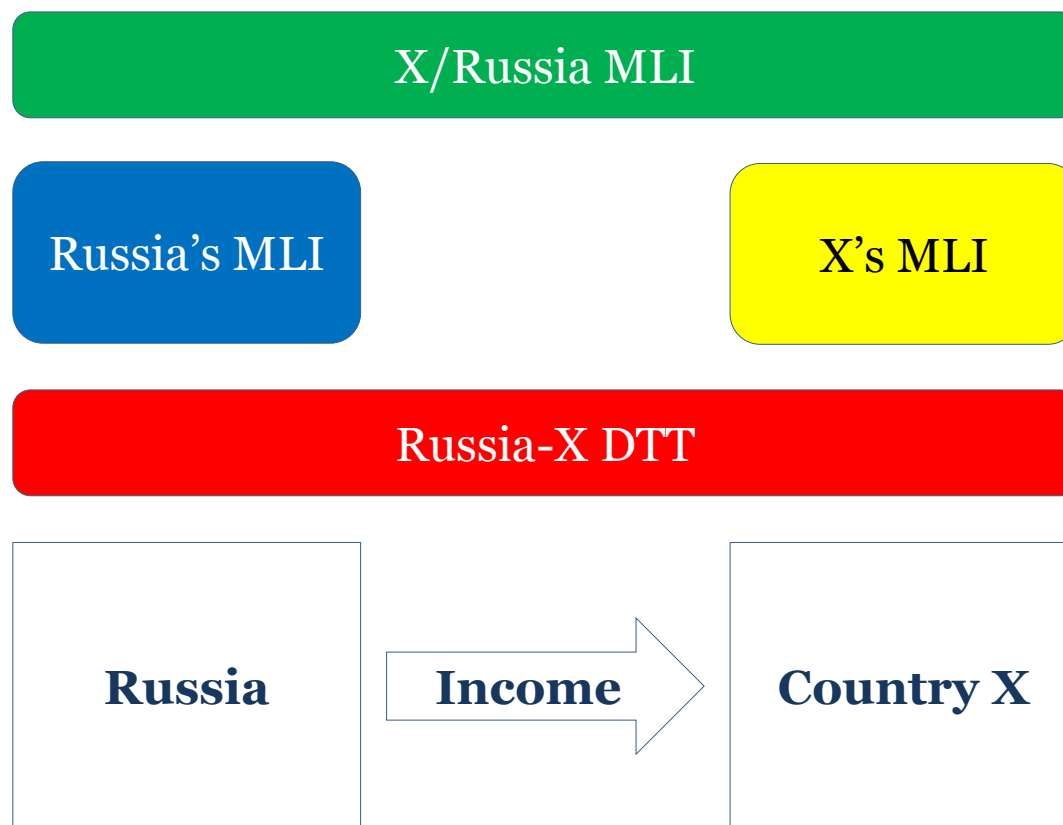 X/Russia MLI
Russia’s MLI
X’s MLI
Russia-X DTT
Russia
Income
Country X